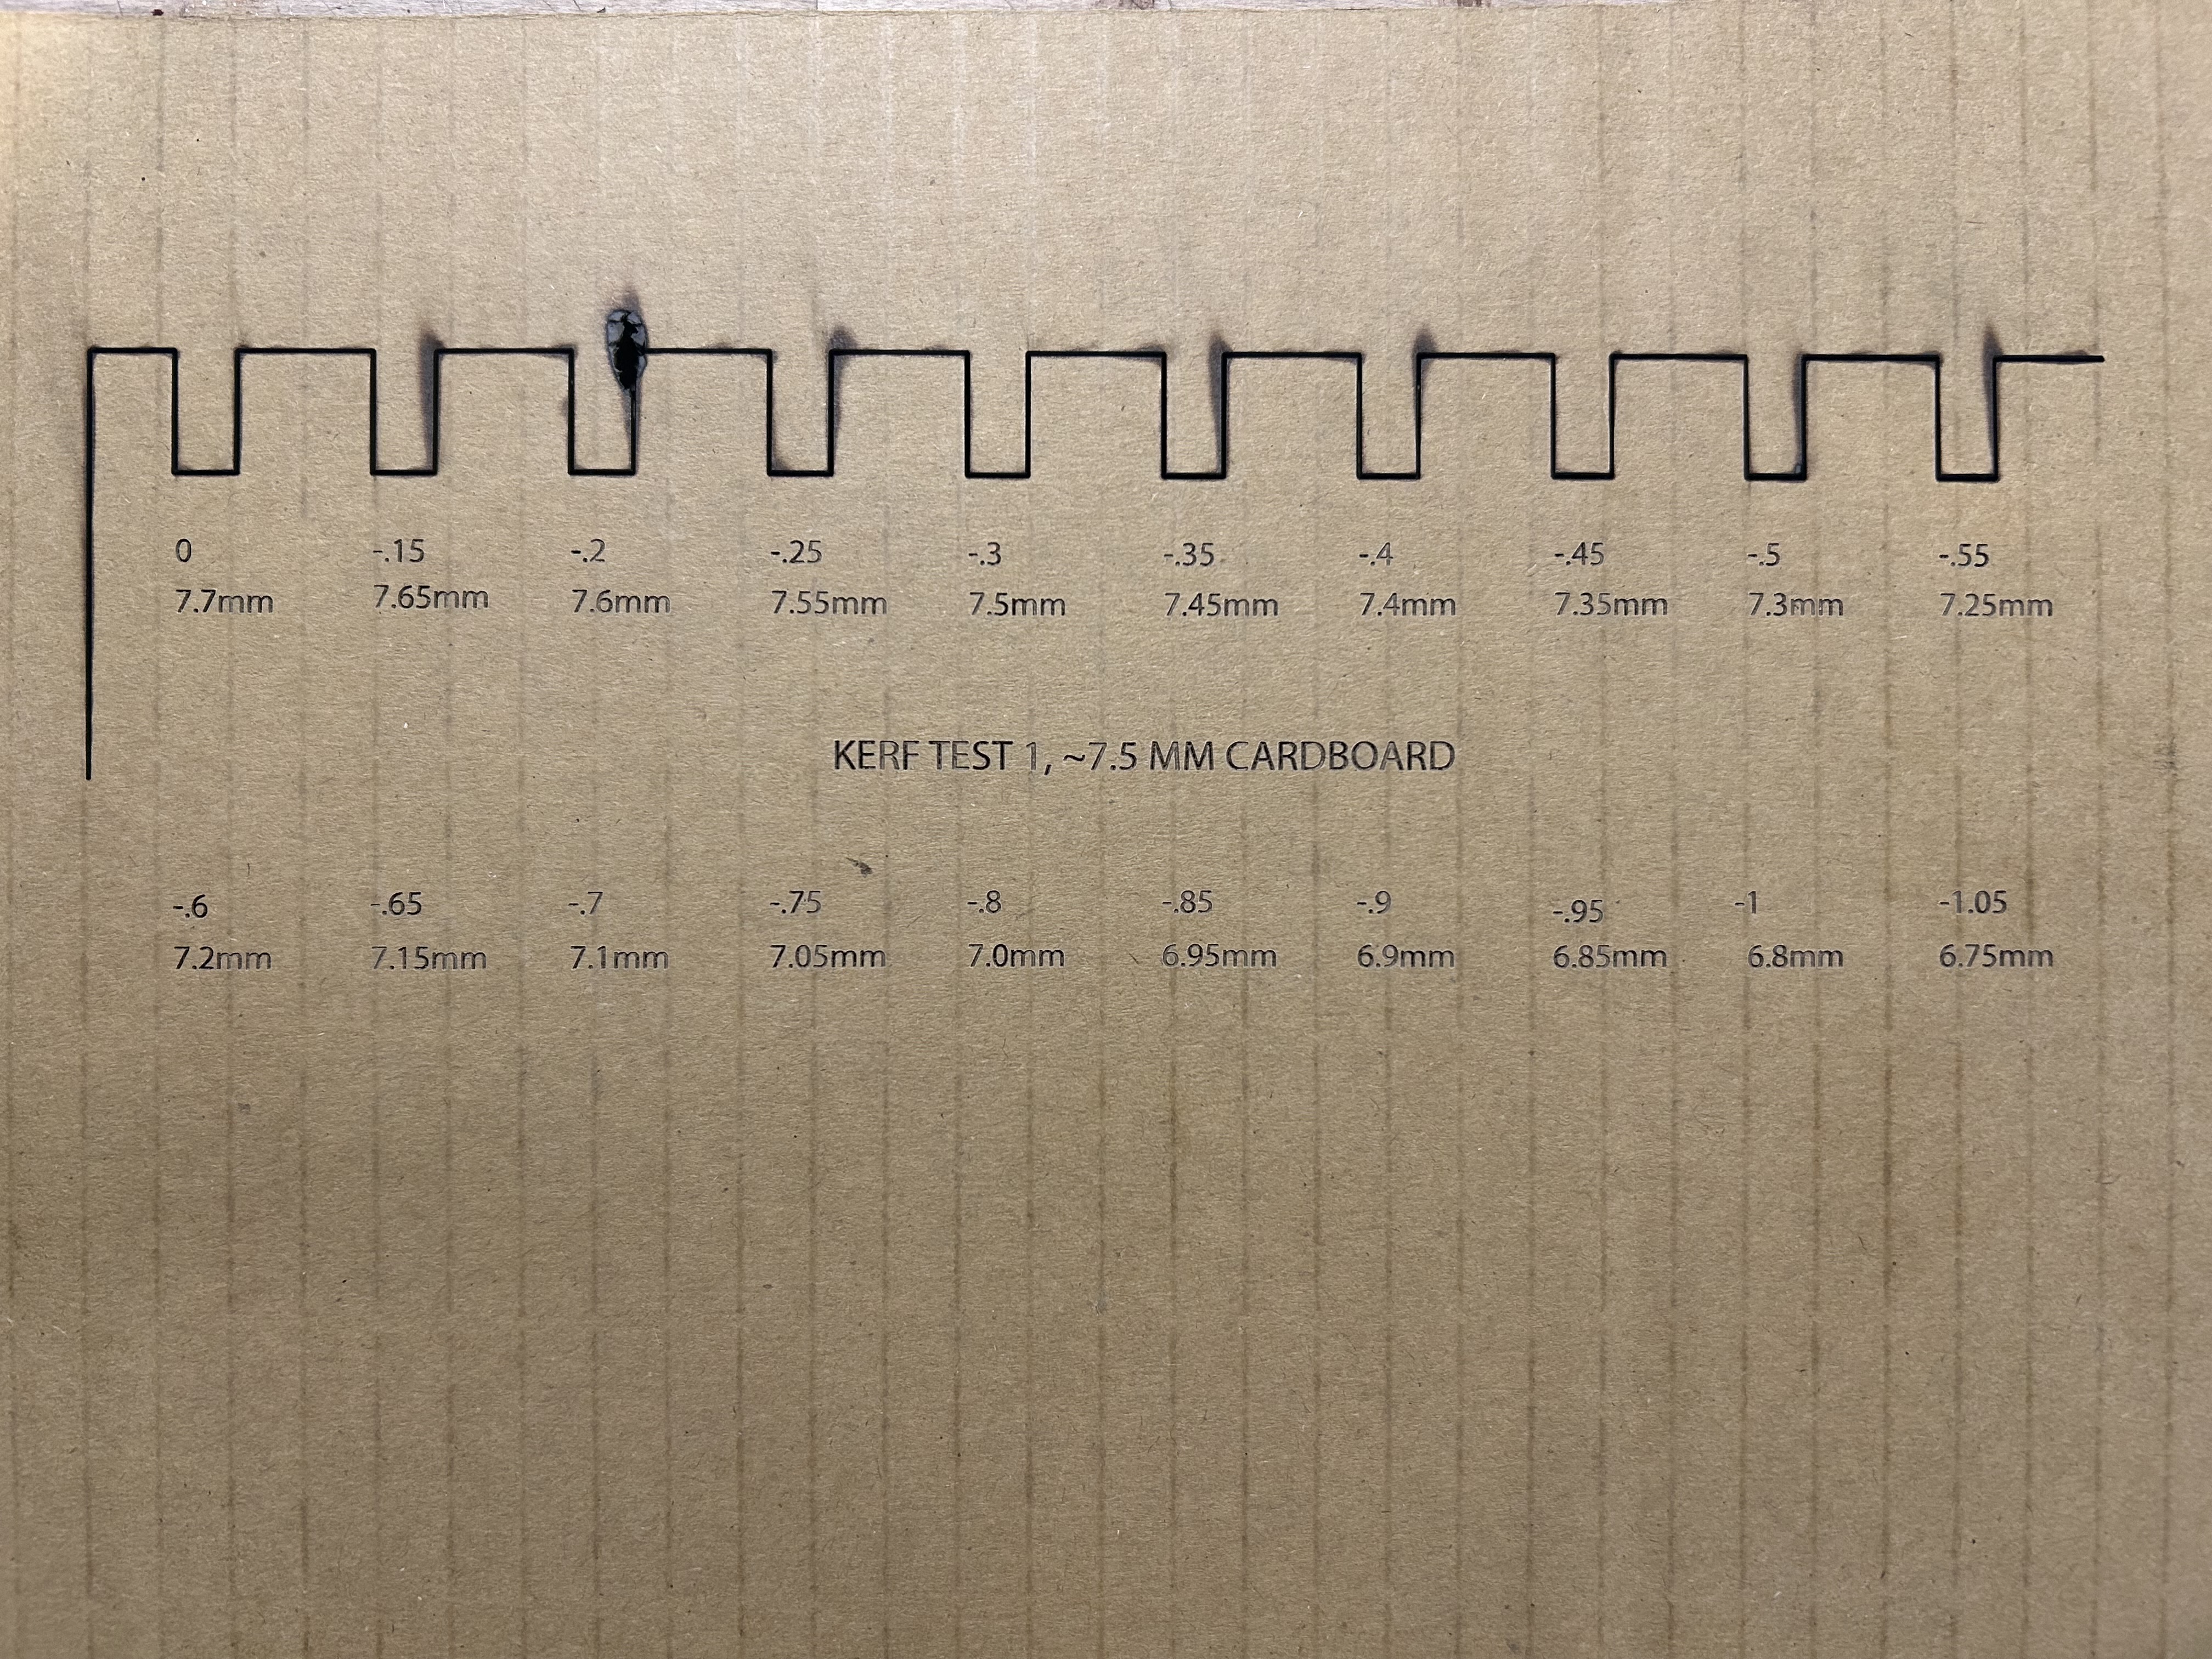 0 -.15 -.2 -.25 -.3 -.35 -.4 -.45 -.5 -.55
7.7mm 7.65mm 7.6mm 7.55mm 7.5mm 7.45mm 7.4mm 7.35mm 7.3mm 7.25mm
KERF TEST 1, ~7.5 MM CARDBOARD
-.6 -.65 -.7 -.75 -.8 -.85 -.9 -.95 -1 -1.05
7.2mm 7.15mm 7.1mm 7.05mm 7.0mm 6.95mm 6.9mm 6.85mm 6.8mm 6.75mm